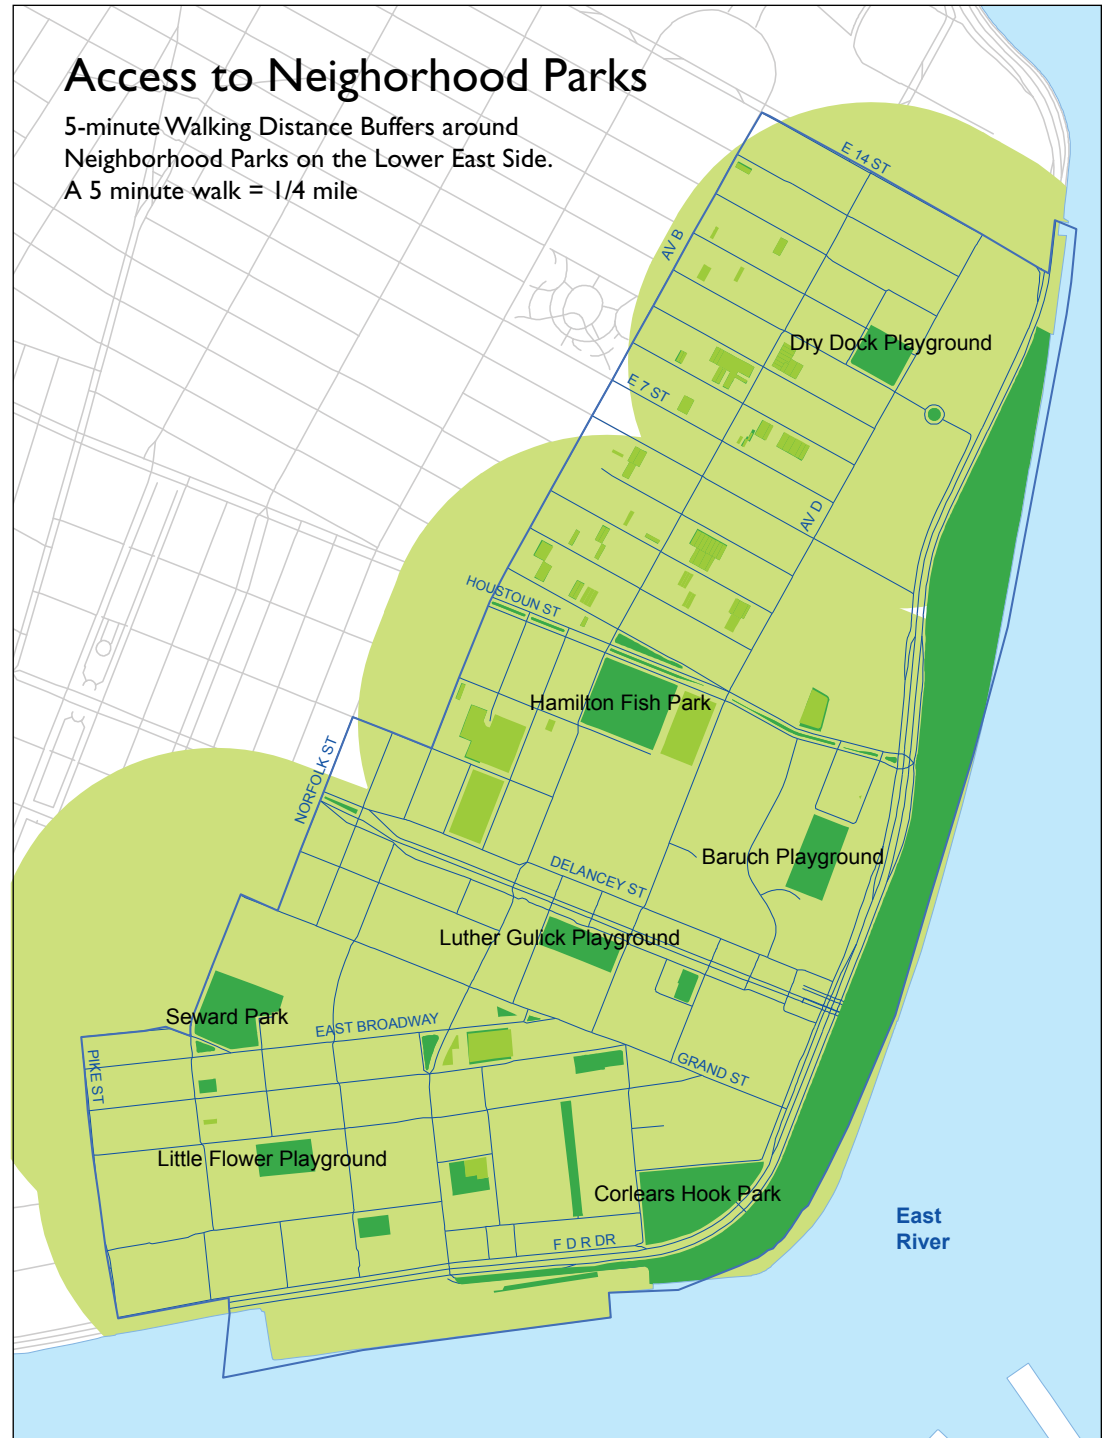 Access to Neighorhood Parks
5-minute Walking Distance Buffers around
Neighborhood Parks on the Lower East Side.
A 5 minute walk = 1/4 mile
E 14 ST
AV B
Dry Dock Playground
E 7 ST
AV D
HOUSTOUN ST
Hamilton Fish Park
NORFOLK ST
Baruch Playground
DELANCEY ST
Luther Gulick Playground
Seward Park
EAST BROADWAY
PIKE ST
GRAND ST
Little Flower Playground
Corlears Hook Park
East
River
F D R DR